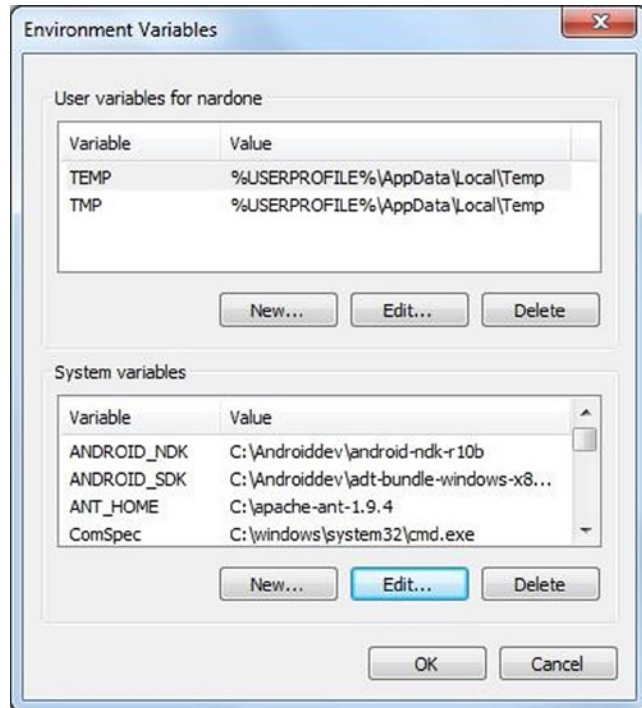 Environment Variables
User variables for nardone
Variable Value
TEMP %USERPROFILE%\AppData\Local\Temp
TMP %USERPROFILE%\AppData\Local\Temp
New... Edit... Delete
System variables
Variable Value
ANDROID_NDK C:\Androiddev\android-ndk-r10b
ANDROID_SDK C:\Androiddev\adt-bundle-windows-x8...
ANT_HOME C:\apache-ant-1.9.4
ComSpec C:\windows\system32\cmd.exe
New... Edit... Delete
OK Cancel